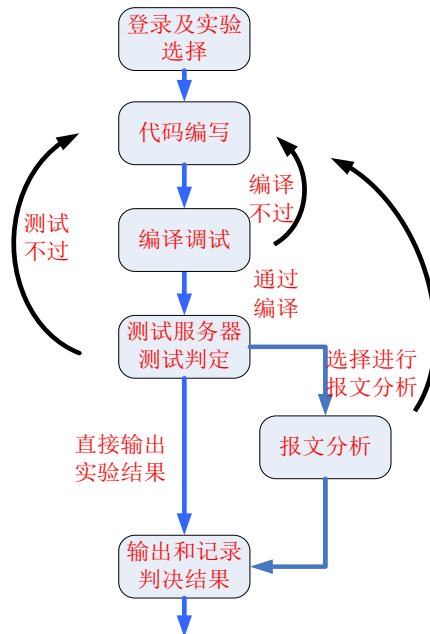 登录及实验
选择
代码编写
编译
不过
测试
不过
编译调试
通过
编译
测试服务器
测试判定
选择进行
报文分析
直接输出
实验结果
报文分析
输出和记录
判决结果